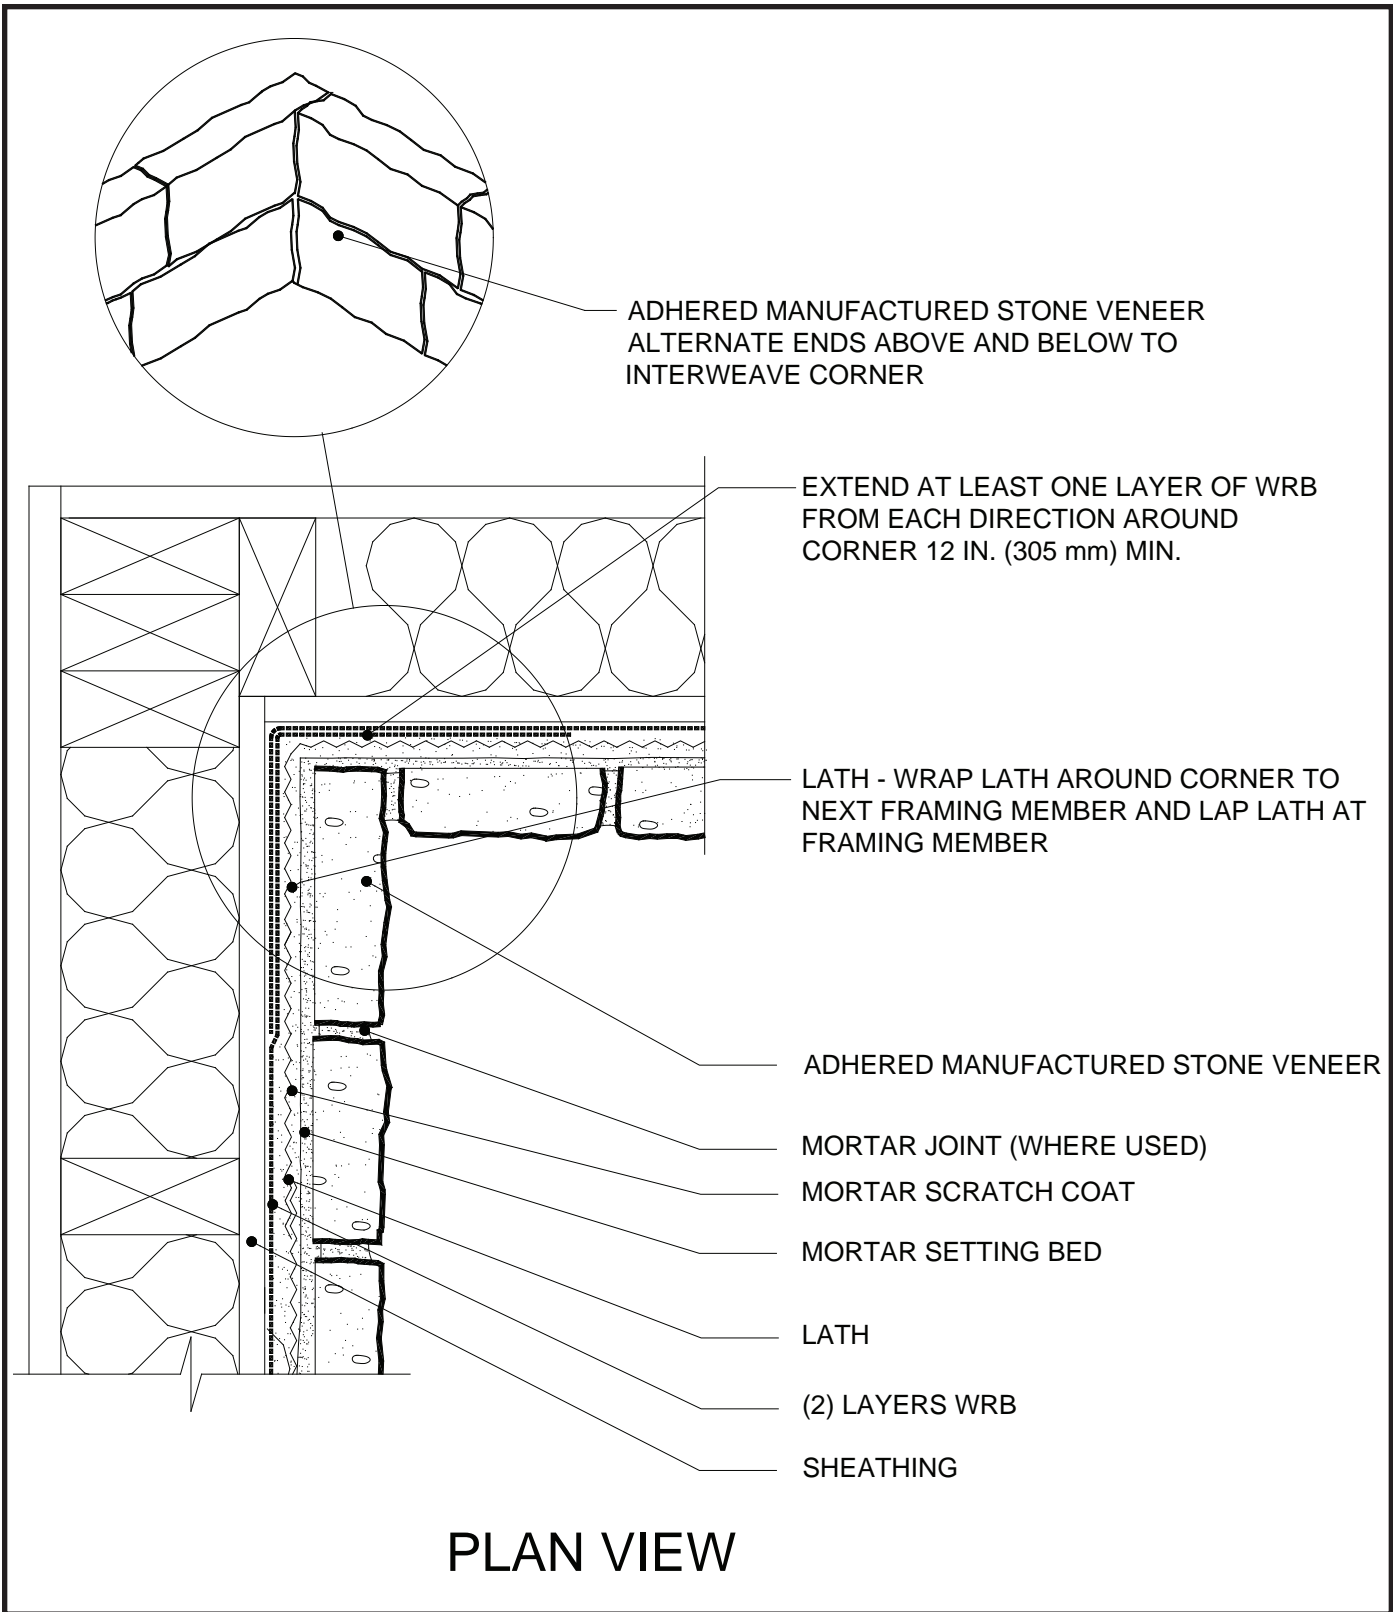 ADHERED MANUFACTURED STONE VENEER
ALTERNATE ENDS ABOVE AND BELOW TO
INTERWEAVE CORNER
EXTEND AT LEAST ONE LAYER OF WRB
FROM EACH DIRECTION AROUND
CORNER 12 IN. (305 mm) MIN.
LATH - WRAP LATH AROUND CORNER TO
NEXT FRAMING MEMBER AND LAP LATH AT
FRAMING MEMBER
ADHERED MANUFACTURED STONE VENEER
MORTAR JOINT (WHERE USED)
MORTAR SCRATCH COAT
MORTAR SETTING BED
LATH
(2) LAYERS WRB
SHEATHING
PLAN VIEW